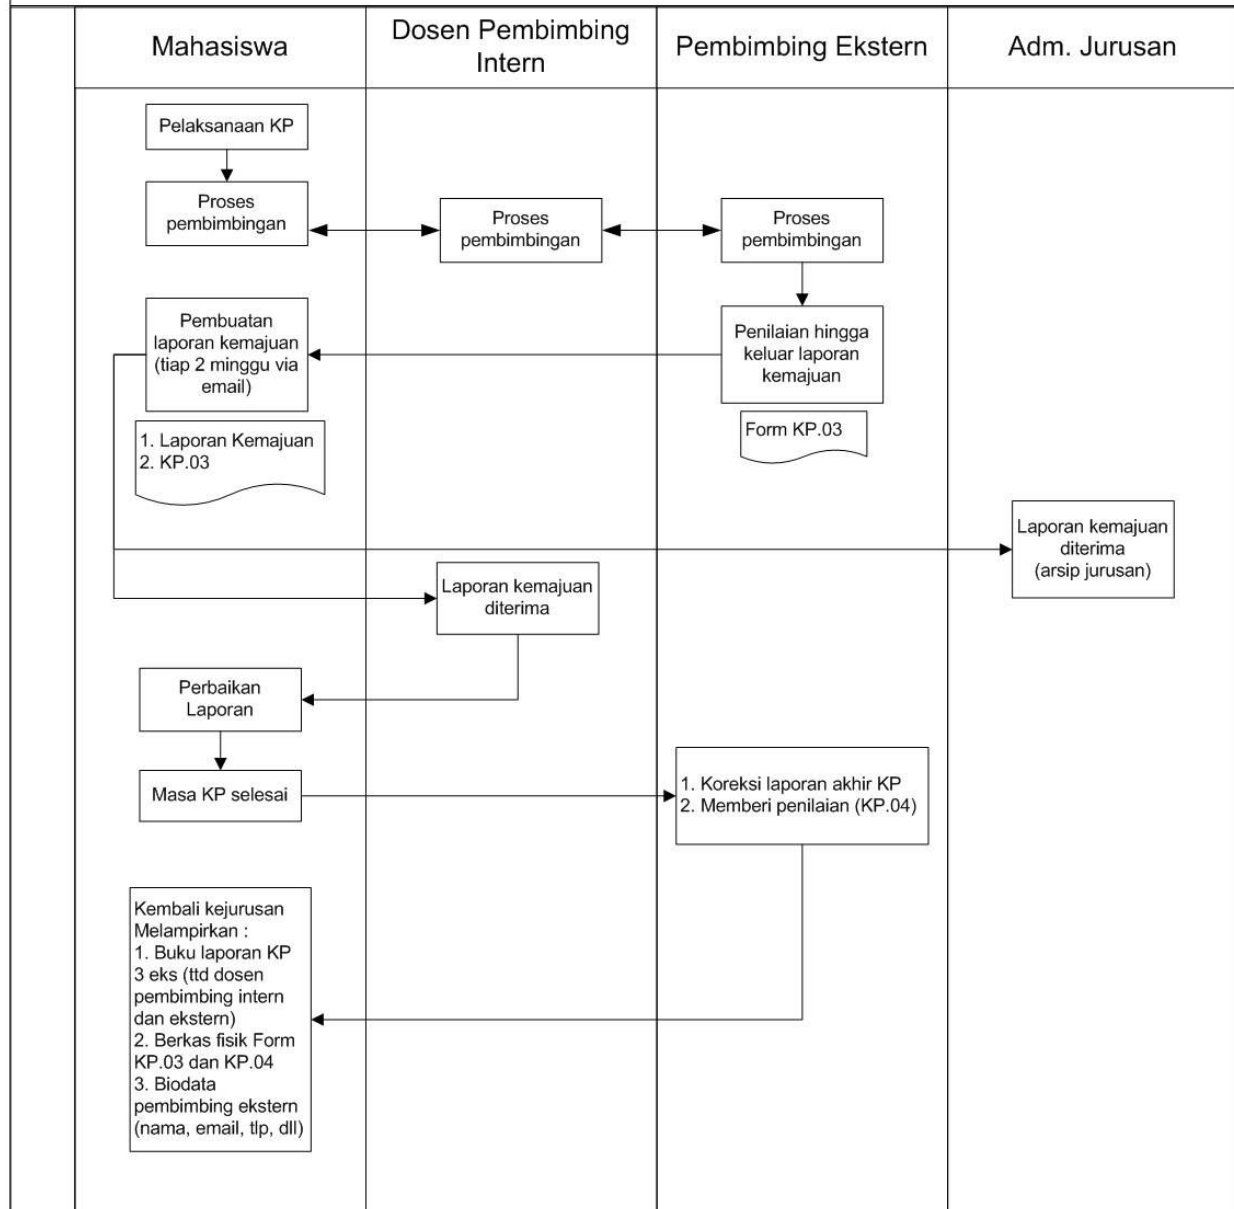 Mahasiswa
Dosen Pembimbing
Intern
Pembimbing Ekstern
Adm. Jurusan
Pelaksanaan KP
Proses
pembimbingan
Proses
pembimbingan
Proses
pembimbingan
Pembuatan
laporan kemajuan
(tiap 2 minggu via
email)
Penilaian hingga
keluar laporan
kemajuan
1. Laporan Kemajuan
2. KP.03
Form KP.03
Laporan kemajuan
diterima
(arsip jurusan)
Laporan kemajuan
diterima
Perbaikan
Laporan
Masa KP selesai
1. Koreksi laporan akhir KP
2. Memberi penilaian (KP.04)
Kembali kejurusan
Melampirkan :
1. Buku laporan KP
3 eks (ttd dosen
pembimbing intern
dan ekstern)
2. Berkas fisik Form
KP.03 dan KP.04
3. Biodata
pembimbing ekstern
(nama, email, tlp, dll)